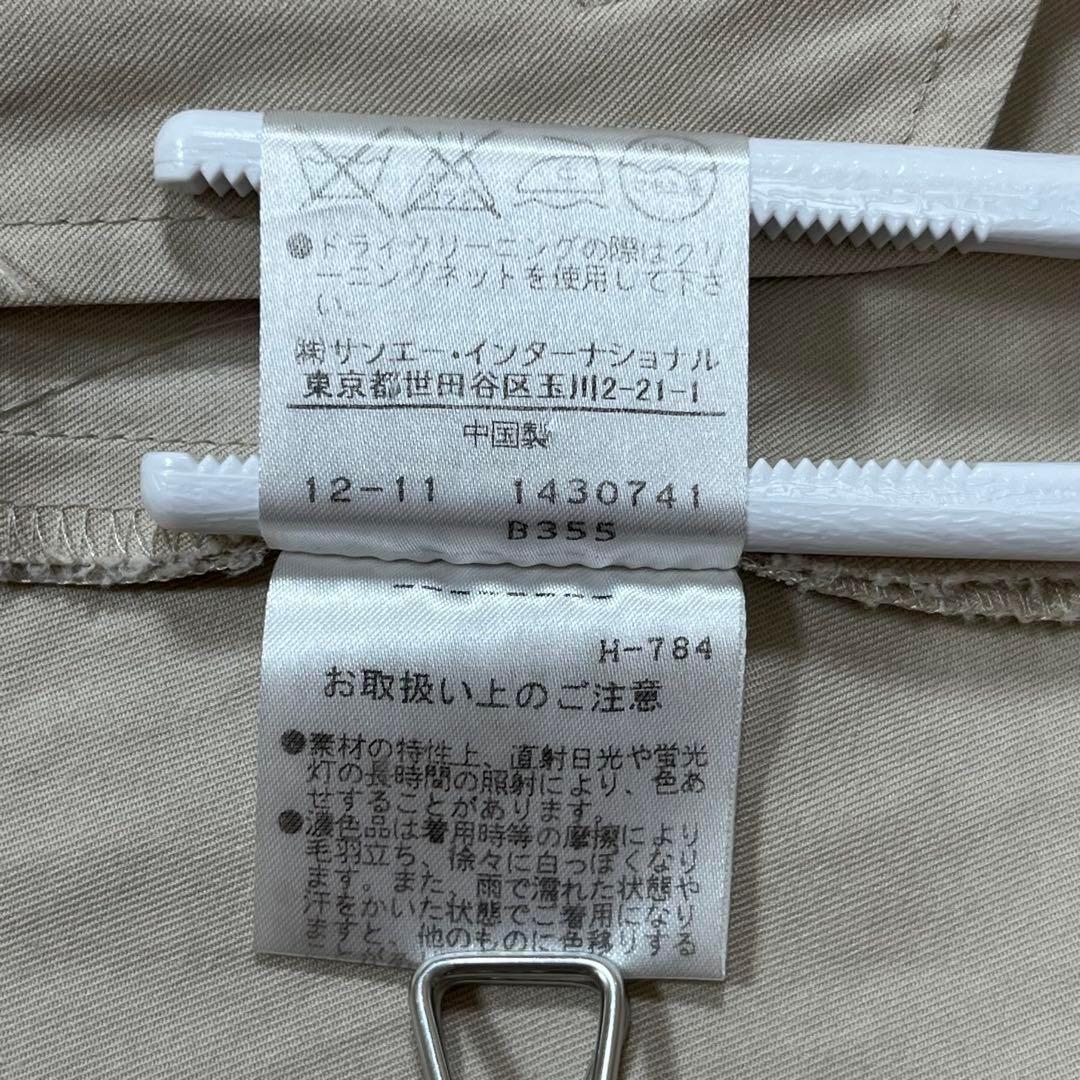 ●ドライクリーニングの際はクリ
ーニングネットを使用して下さ
い。
㈱サンエー・インターナショナル
東京都世田谷区玉川2-21-1
中国製
12-11 1430741
B355
H-784
お取扱い上のご注意
●素材の特性上、直射日光や蛍光
灯の長時間の照射により、色あ
せすることがあります。
●濃色品は着用時等の摩擦により
毛羽立ち、徐々に白っぽくなり
ます。また、雨で濡れた状態や
汗をかいた状態でご着用になり
ますと、他のものに色移りする